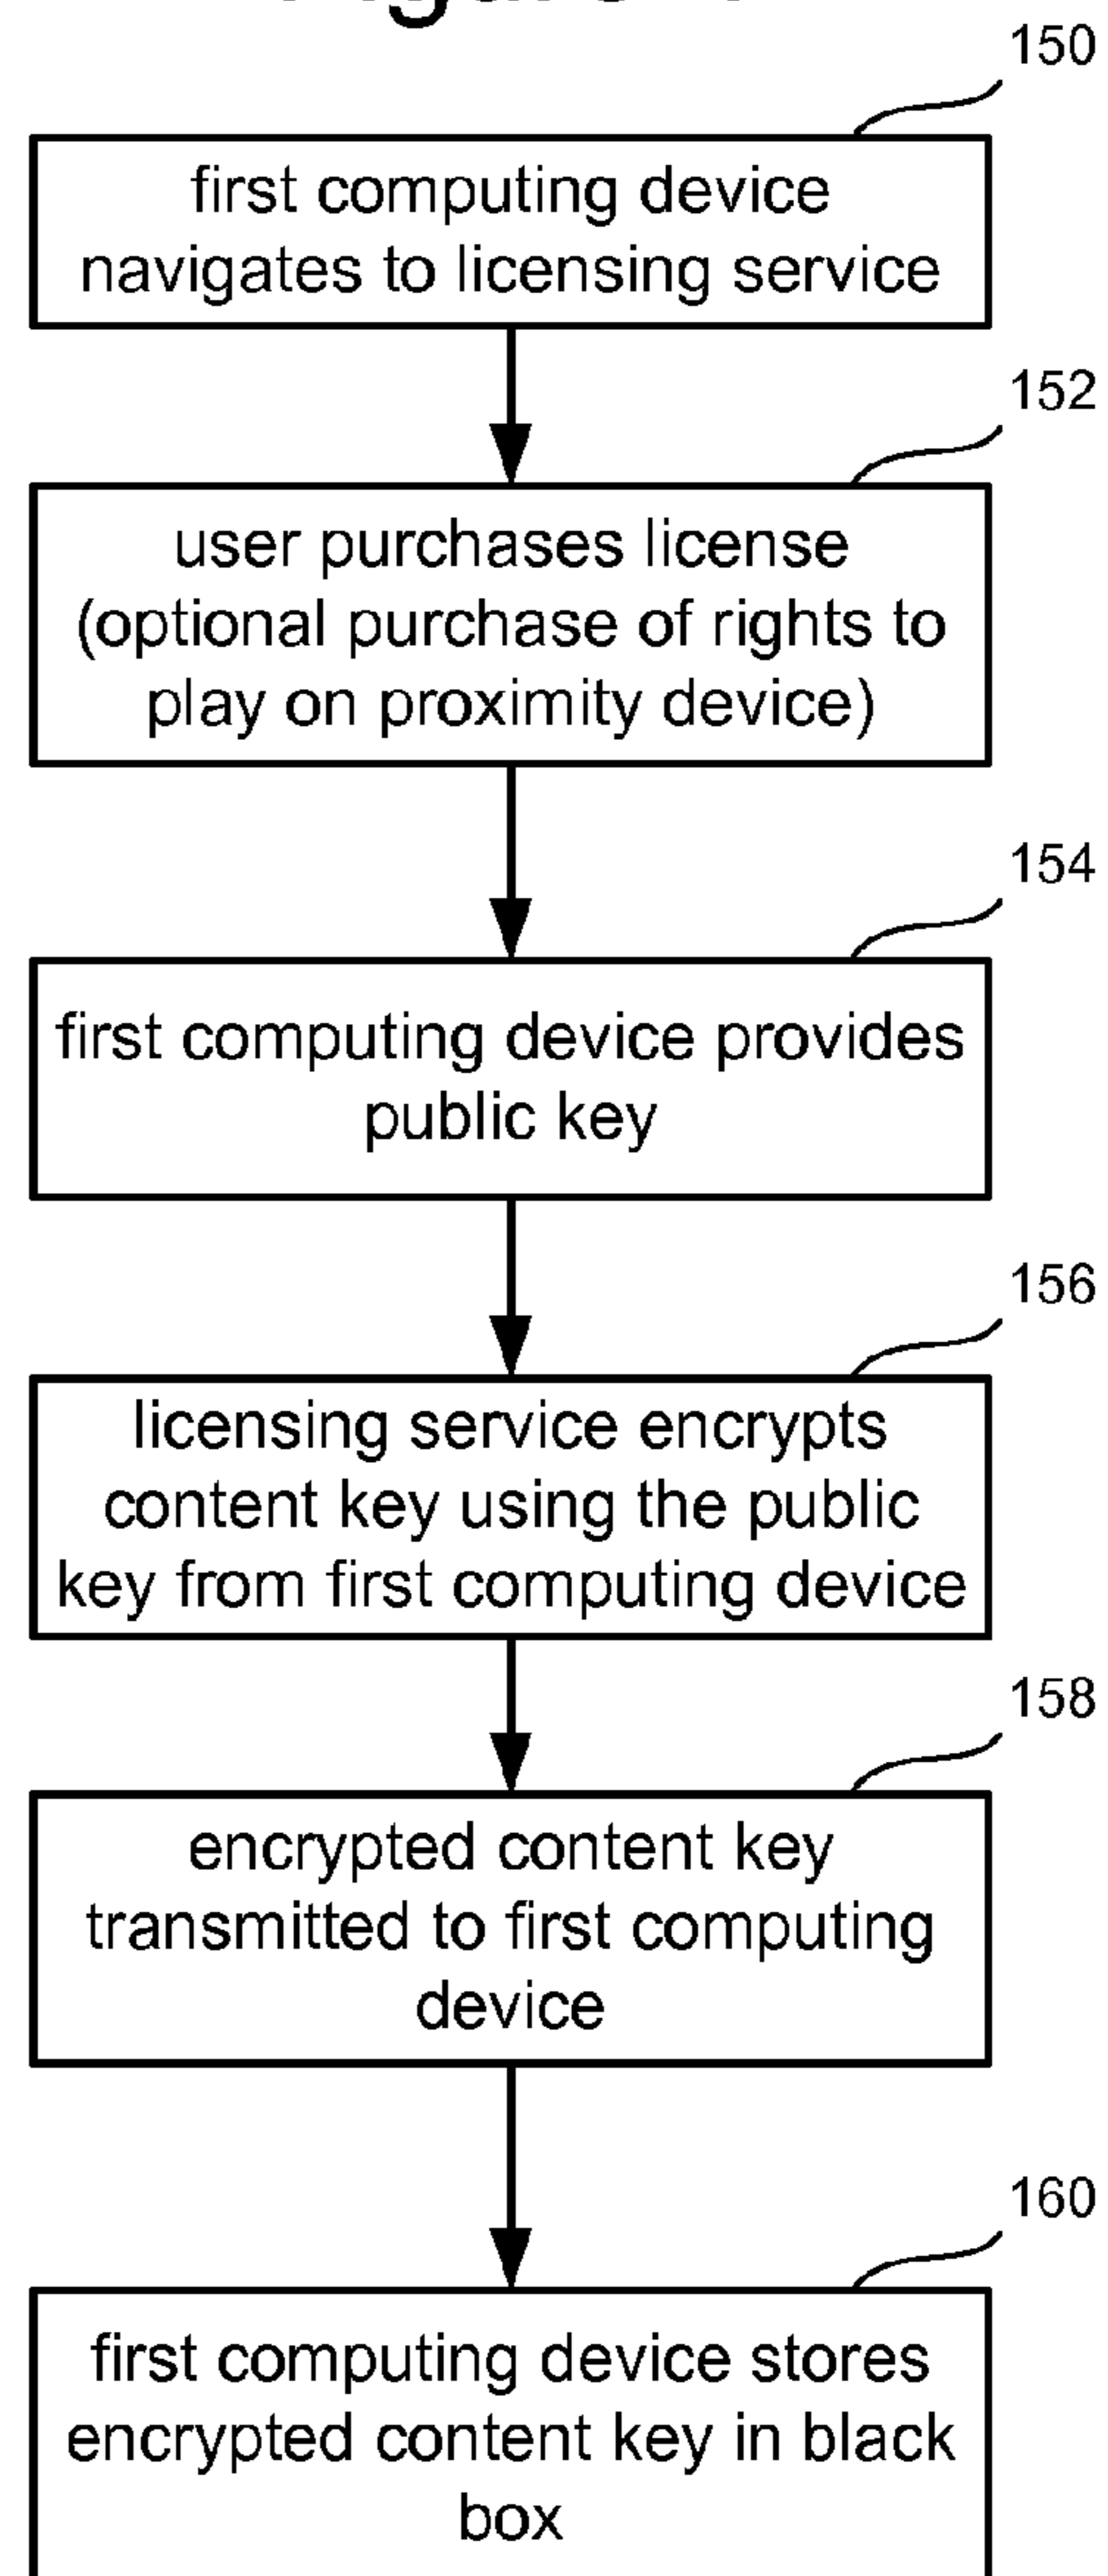 150
first computing device
navigates to licensing service
152
user purchases license
(optional purchase of rights to
play on proximity device)
154
first computing device provides
public key
156
licensing service encrypts
content key using the public
key from first computing device
158
encrypted content key
transmitted to first computing
device
160
first computing device stores
encrypted content key in black
box